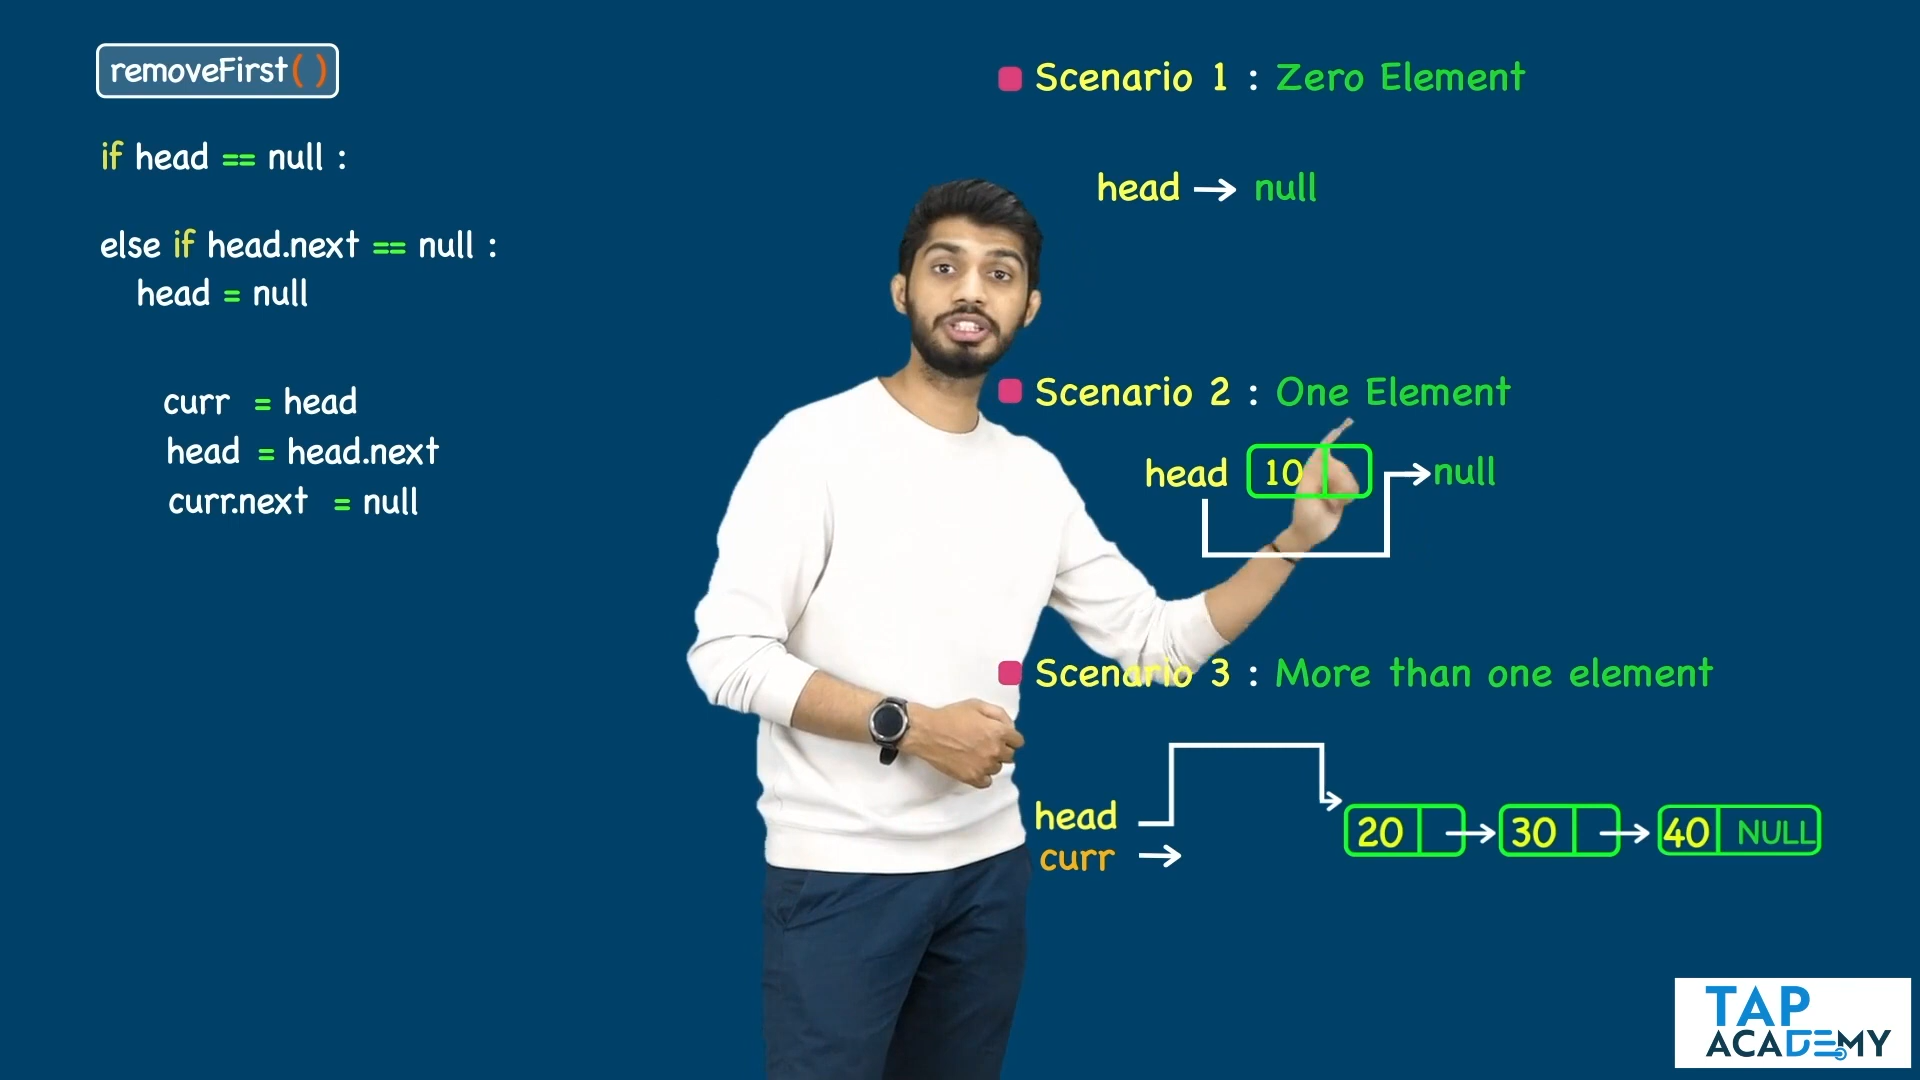 removeFirst( )
if head == null :
else if head.next == null :
head = null
curr = head
head = head.next
curr.next = null
Scenario 1 : Zero Element
head → null
Scenario 2 : One Element
head 10 → null
Scenario 3 : More than one element
head
curr →
20 → 30 → 40 NULL
TAP
ACADEMY